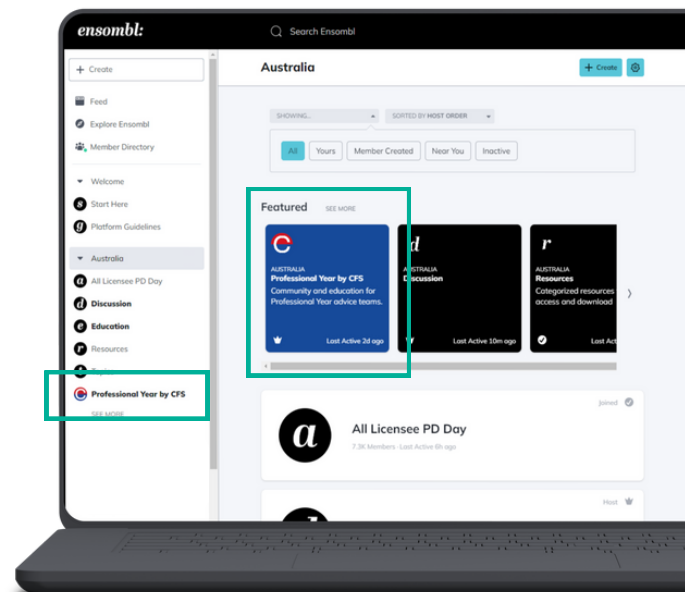 ensombl:
Search Ensombl
+ Create
Feed
Explore Ensombl
Member Directory
Welcome
Start Here
Platform Guidelines
Australia
All Licensee PD Day
Discussion
Education
Resources
Topics
Professional Year by CFS
SEE MORE
Australia
+ Create
SHOWING...
SORTED BY HOST ORDER
All
Yours
Member Created
Near You
Inactive
Featured
SEE MORE
AUSTRALIA
Professional Year by CFS
Community and education for
Professional Year advice teams.
Last Active 2d ago
d
AUSTRALIA
Discussion
Last Active 10m ago
r
AUSTRALIA
Resources
Categorized resources
access and download
Last Act
a
All Licensee PD Day
7.3K Members · Last Active 6h ago
Joined
Host